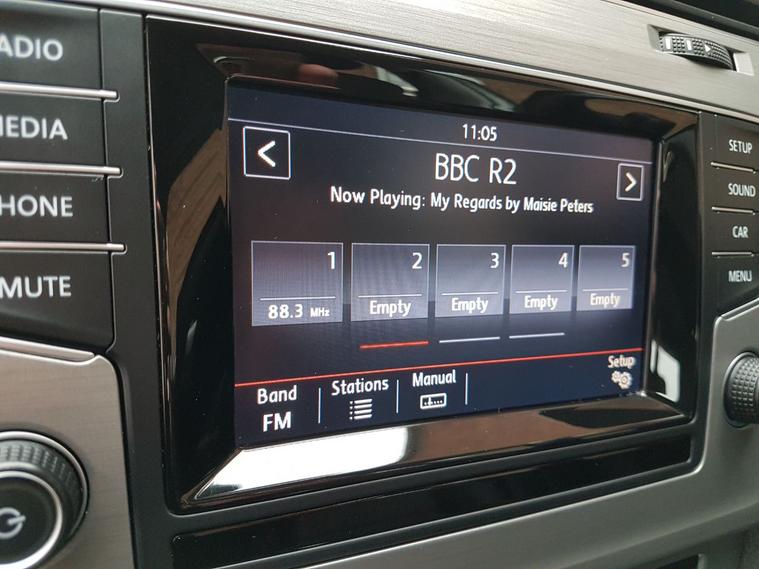 ADIO
MEDIA
HONE
MUTE
11:05
BBC R2
Now Playing: My Regards by Maisie Peters
1
88.3 MHz
2
Empty
3
Empty
4
Empty
5
Empty
Band
FM
Stations
Manual
Setup
SETUP
SOUND
CAR
MENU